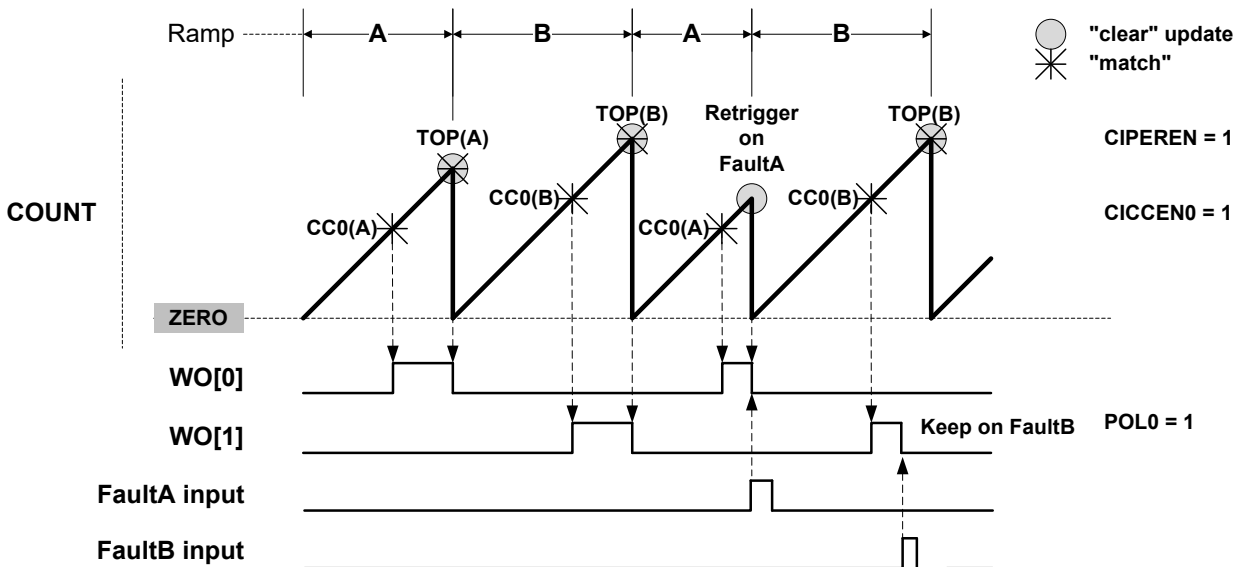 Ramp A B A B
"clear" update
"match"
TOP(A) TOP(B) Retrigger TOP(B)
on
FaultA
CIPEREN = 1
COUNT CC0(A) CC0(B) CC0(A) CC0(B) CICCEN0 = 1
ZERO
WO[0]
WO[1] Keep on FaultB POL0 = 1
FaultA input
FaultB input